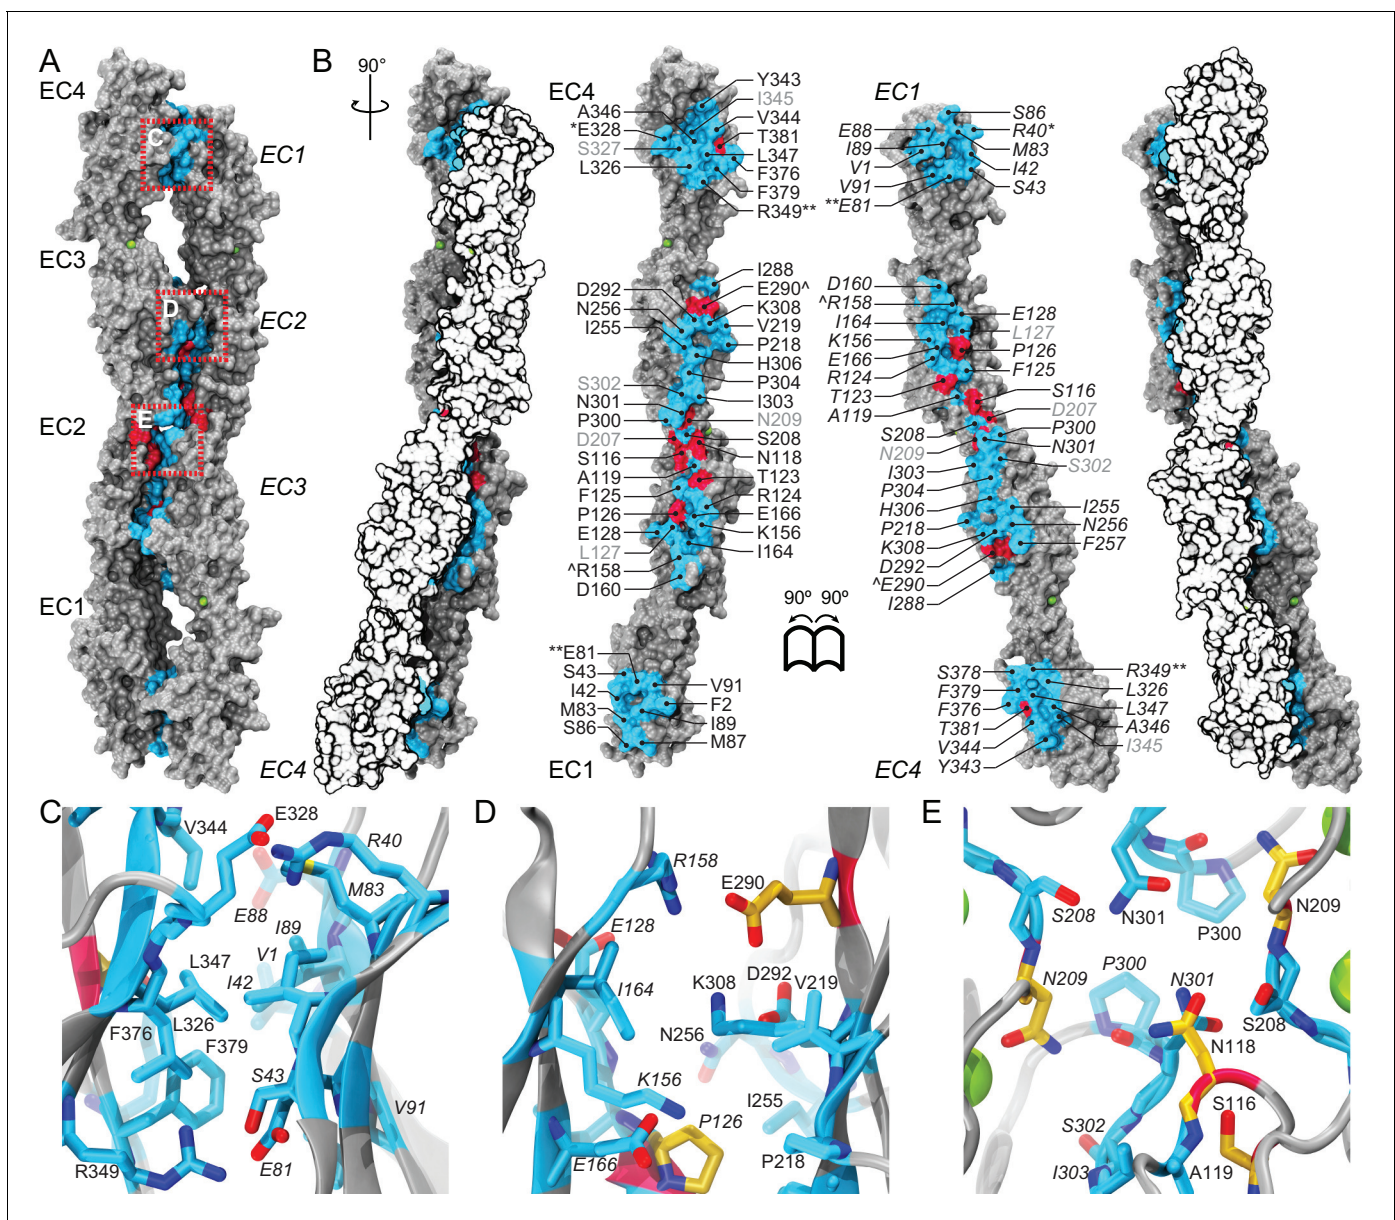 A
EC4
C
EC1
EC3
D
EC2
EC2
E
EC3
EC1
EC4
B
90°
EC4
Y343
I345
A346
V344
*E328
T381
S327
L347
L326
F376
F379
R349**
I288
D292
E290^
N256
K308
I255
V219
P218
H306
P304
S302
I303
N301
P300
N209
D207
S208
S116
N118
A119
T123
F125
R124
P126
E166
E128
K156
L127
I164
^R158
D160
**E81
S43
V91
I42
F2
M83
I89
S86
M87
EC1
90° 90°
EC1
S86
E88
R40*
I89
M83
V1
I42
V91
S43
**E81
D160
^R158
E128
I164
L127
K156
P126
E166
F125
R124
T123
S116
A119
D207
S208
P300
N209
N301
I303
S302
P304
H306
I255
P218
N256
K308
F257
D292
^E290
I288
S378
R349**
F379
L326
F376
L347
T381
A346
V344
I345
Y343
EC4
C
V344
E328
R40
M83
E88
I89
V1
L347
I42
F376
L326
F379
S43
V91
R349
E81
D
R158
E290
E128
I164
K308
D292
V219
N256
K156
I255
P126
E166
P218
E
S208
N301
N209
P300
N209
P300
N301
S208
N118
S116
S302
I303
A119